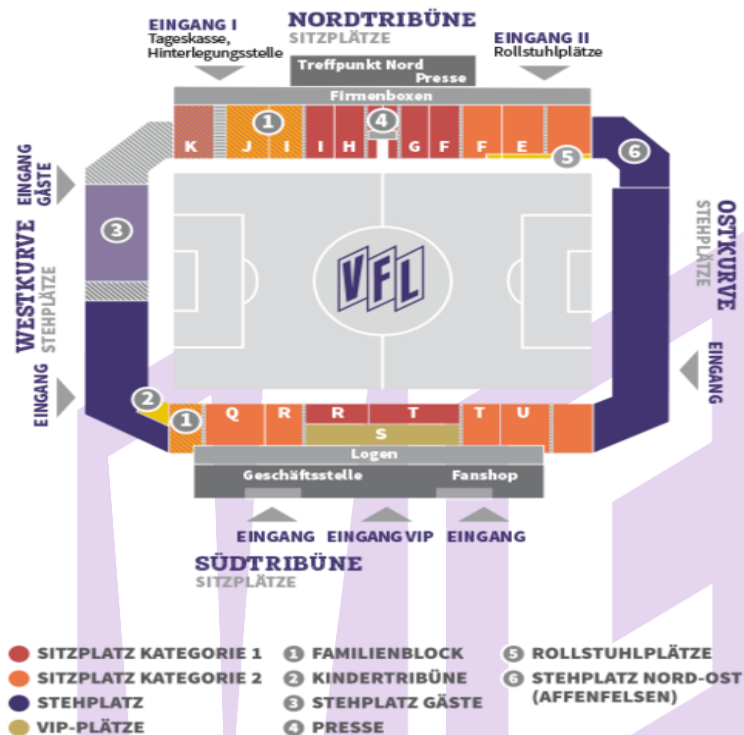 NORDTRIBÜNE
SITZPLÄTZE
EINGANG I
Tageskasse,
Hinterlegungsstelle
EINGANG II
Rollstuhlplätze
Treffpunkt Nord
Presse
Firmenboxen
1
4
K J I I H G F F E
5
6
EINGANG
GÄSTE
3
WESTKURVE
STEHPLÄTZE
EINGANG
VFL
OSTKURVE
STEHPLÄTZE
EINGANG
2
1
Q R R T T U
S
Logen
Geschäftsstelle Fanshop
EINGANG EINGANG VIP EINGANG
SÜDTRIBÜNE
SITZPLÄTZE
SITZPLATZ KATEGORIE 1
SITZPLATZ KATEGORIE 2
STEHPLATZ
VIP-PLÄTZE
1 FAMILIENBLOCK
2 KINDERTRIBÜNE
3 STEHPLATZ GÄSTE
4 PRESSE
5 ROLLSTUHLPLÄTZE
6 STEHPLATZ NORD-OST
(AFFENFELSEN)